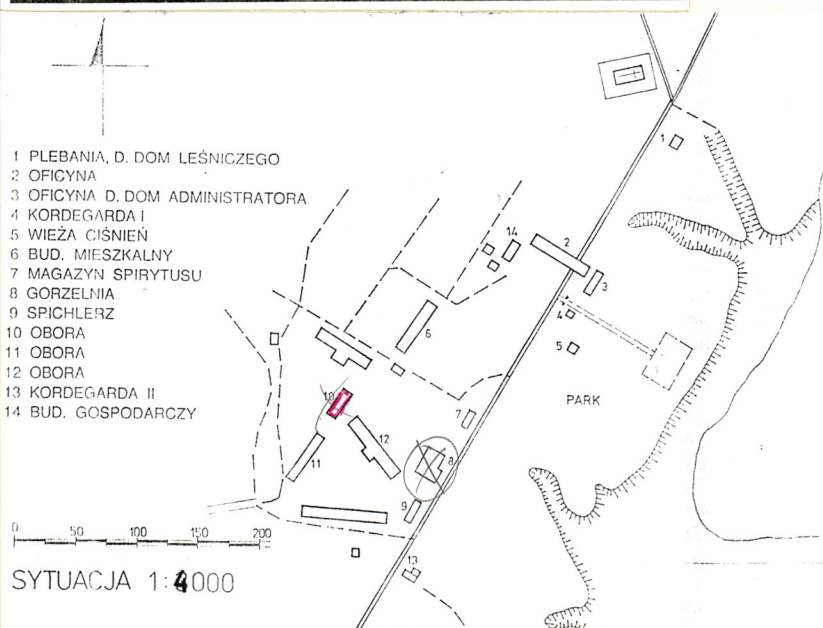 1 PLEBANIA, D. DOM LEŚNICZEGO
2 OFICYNA
3 OFICYNA D. DOM ADMINISTRATORA
4 KORDEGARDA I
5 WIEŻA CIŚNIEŃ
6 BUD. MIESZKALNY
7 MAGAZYN SPIRYTUSU
8 GORZELNIA
9 SPICHLERZ
10 OBORA
11 OBORA
12 OBORA
13 KORDEGARDA II
14 BUD. GOSPODARCZY
1
14
2
3
4
5
6
PARK
10
7
12
11
8
9
13
0 50 100 150 200
SYTUACJA 1:4000